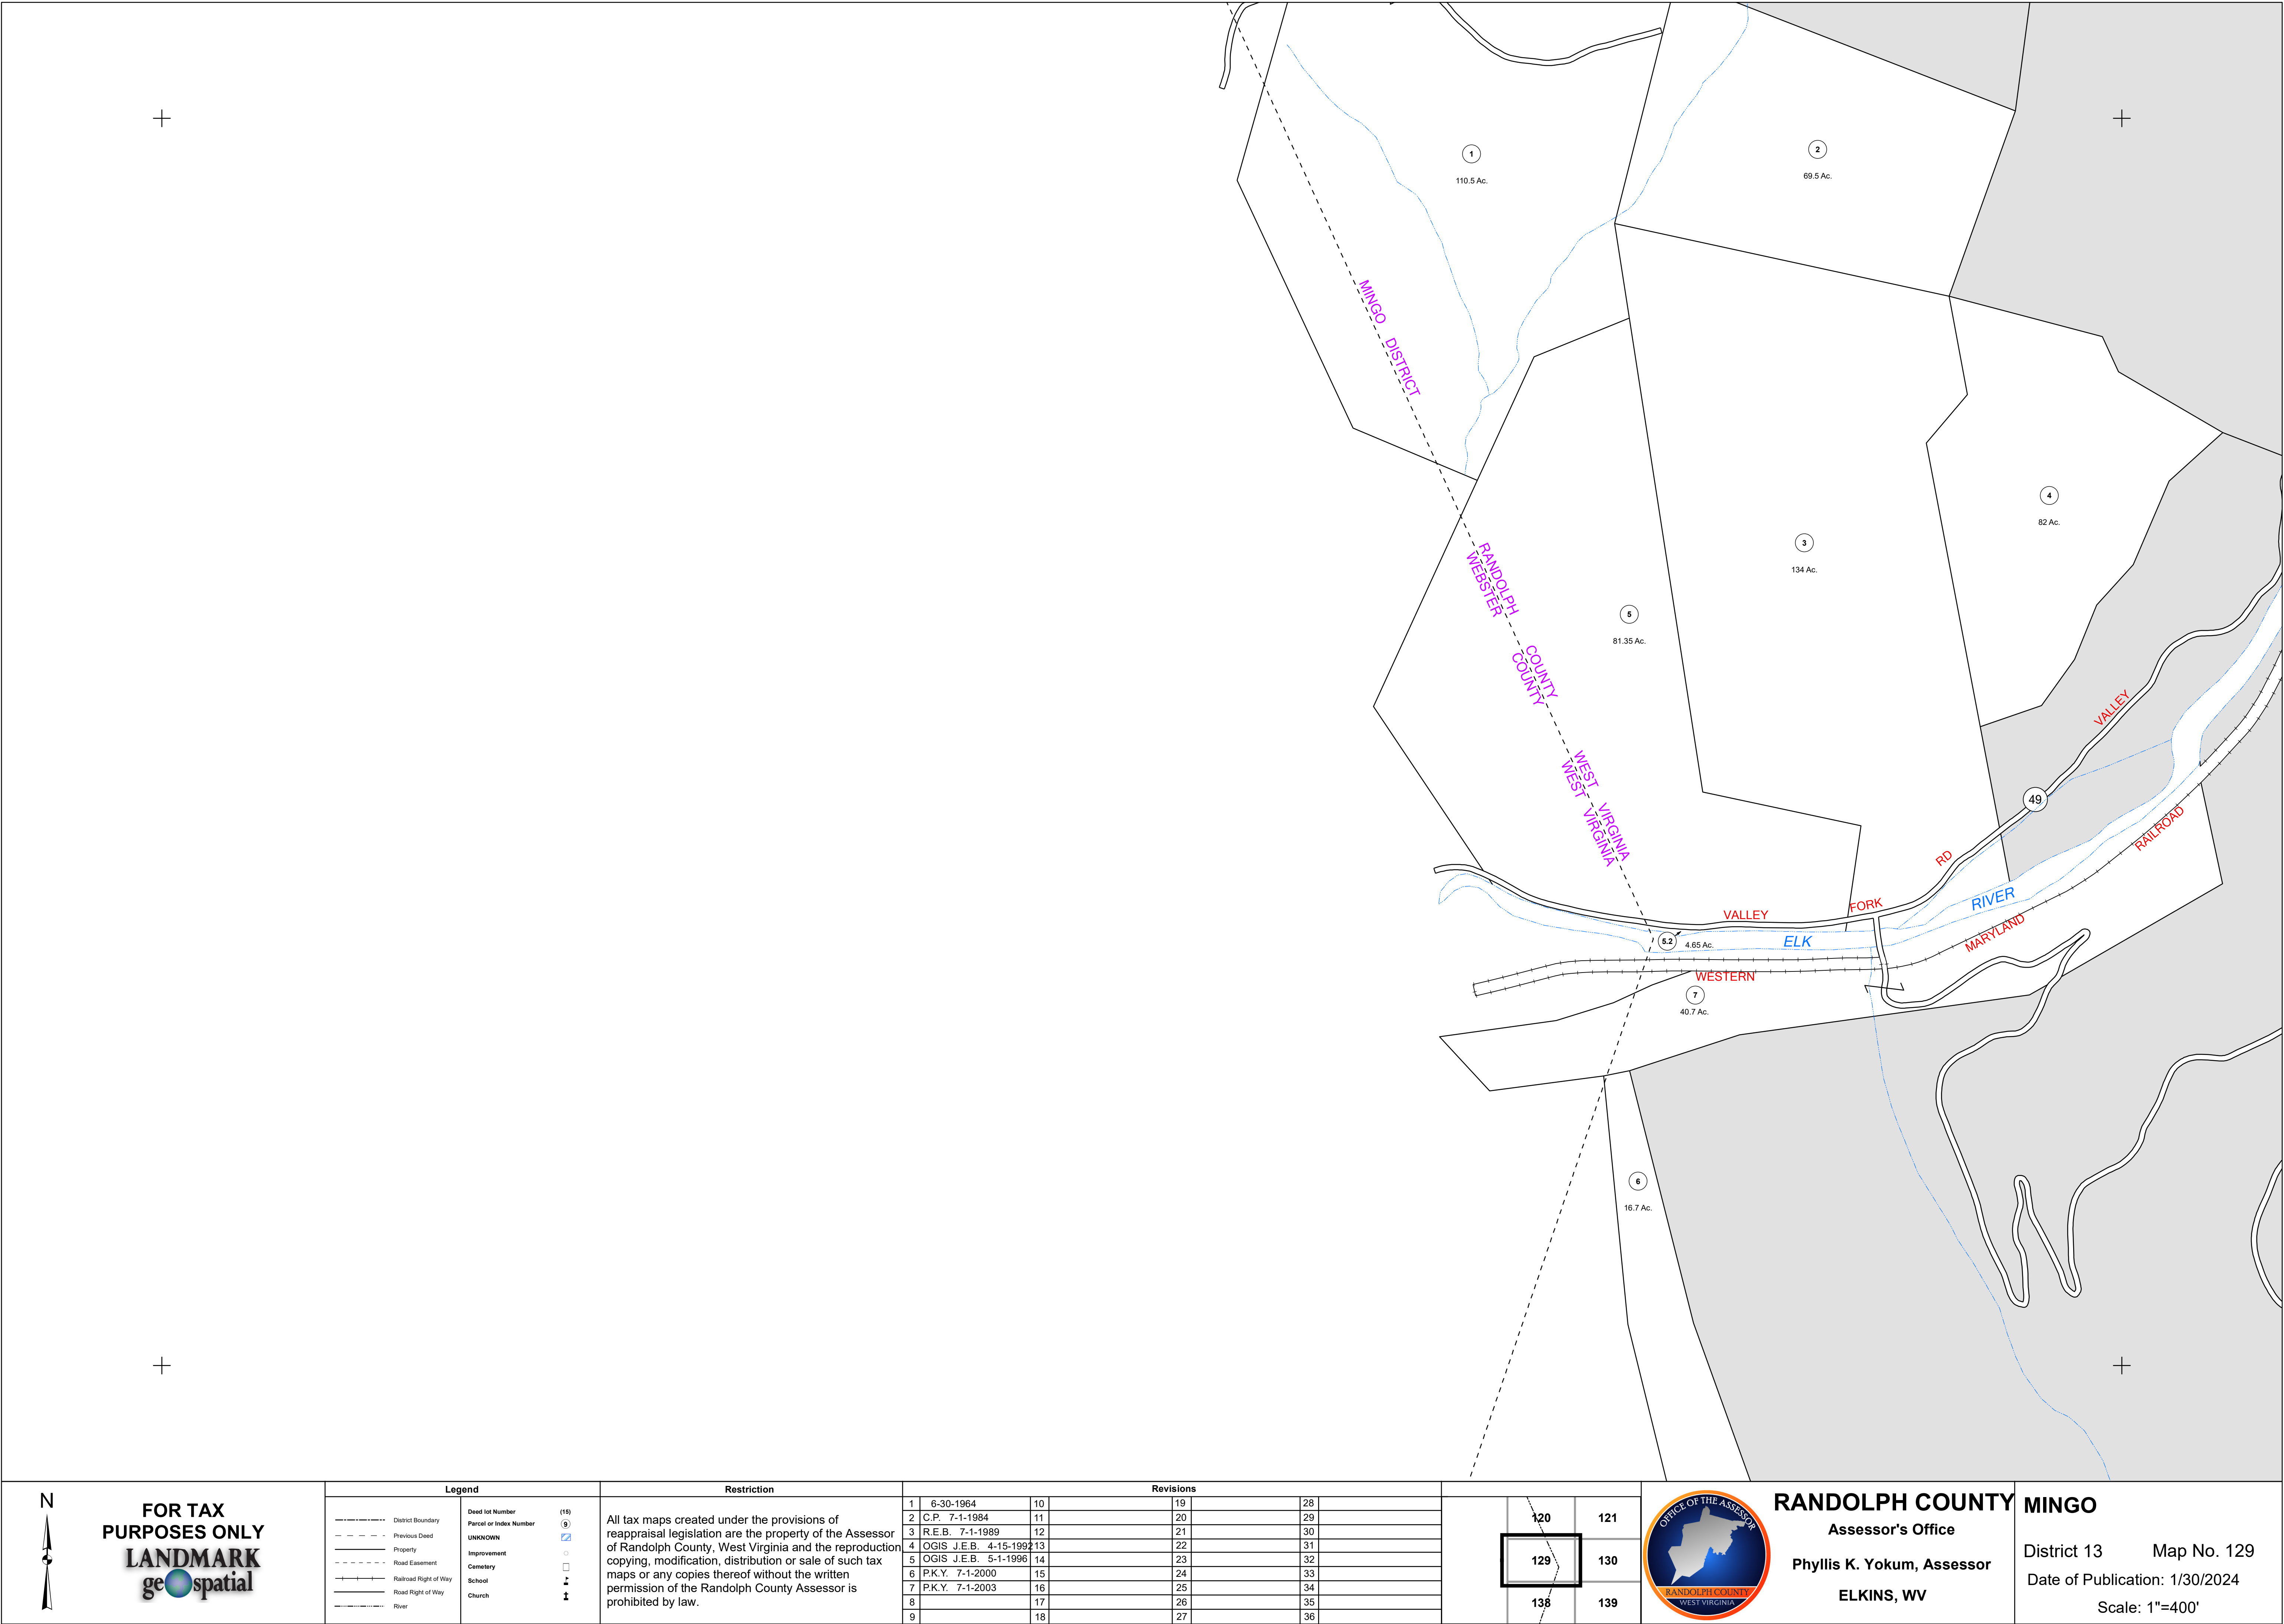 1
110.5 Ac.
2
69.5 Ac.
MINGO DISTRICT
4
82 Ac.
3
134 Ac.
RANDOLPH COUNTY WEST VIRGINIA
WEBSTER COUNTY WEST VIRGINIA
5
81.35 Ac.
VALLEY
49
RAILROAD
RD
RIVER
FORK
VALLEY
MARYLAND
5.2
4.65 Ac.
ELK
WESTERN
7
40.7 Ac.
6
16.7 Ac.
N
FOR TAX
PURPOSES ONLY
LANDMARK
geospatial
Legend
District Boundary
Previous Deed
Property
Road Easement
Railroad Right of Way
Road Right of Way
River
Deed lot Number (15)
Parcel or Index Number 9
UNKNOWN
Improvement
Cemetery
School
Church
Restriction
All tax maps created under the provisions of
reappraisal legislation are the property of the Assessor
of Randolph County, West Virginia and the reproduction
copying, modification, distribution or sale of such tax
maps or any copies thereof without the written
permission of the Randolph County Assessor is
prohibited by law.
Revisions
1 6-30-1964 10 19 28
2 C.P. 7-1-1984 11 20 29
3 R.E.B. 7-1-1989 12 21 30
4 OGIS J.E.B. 4-15-1992 13 22 31
5 OGIS J.E.B. 5-1-1996 14 23 32
6 P.K.Y. 7-1-2000 15 24 33
7 P.K.Y. 7-1-2003 16 25 34
8 17 26 35
9 18 27 36
120 121
129 130
138 139
OFFICE OF THE ASSESSOR
RANDOLPH COUNTY
WEST VIRGINIA
RANDOLPH COUNTY
Assessor's Office
Phyllis K. Yokum, Assessor
ELKINS, WV
MINGO
District 13 Map No. 129
Date of Publication: 1/30/2024
Scale: 1"=400'